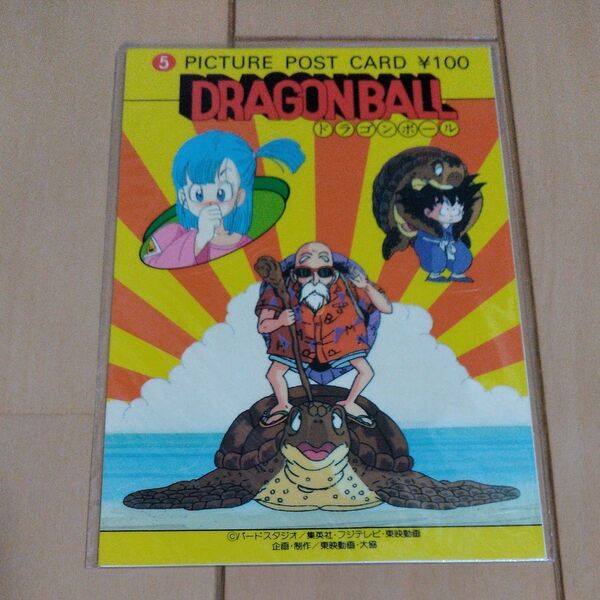 5 PICTURE POST CARD ¥100
DRAGONBALL
ドラゴンボール
©バードスタジオ/集英社・フジテレビ・東映動画
企画・制作/東映動画・大協